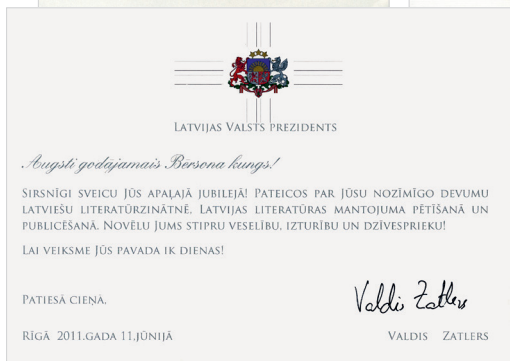 LATVIJAS VALSTS PREZIDENTS
Augsti godājamais Bērsona kungs!
SIRSNĪGI SVEICU JŪS APAĻAJĀ JUBILEJĀ! PATEICOS PAR JŪSU NOZĪMĪGO DEVUMU
LATVIEŠU LITERATŪRZINĀTNĒ, LATVIJAS LITERATŪRAS MANTOJUMA PĒTĪŠANĀ UN
PUBLICĒŠANĀ. NOVĒLU JUMS STIPRU VESELĪBU, IZTURĪBU UN DZĪVESPRIEKU!
LAI VEIKSME JŪS PAVADA IK DIENAS!
PATIESĀ CIEŅĀ,
Valdis Zatlers
RĪGĀ 2011.GADA 11.JŪNIJĀ VALDIS ZATLERS